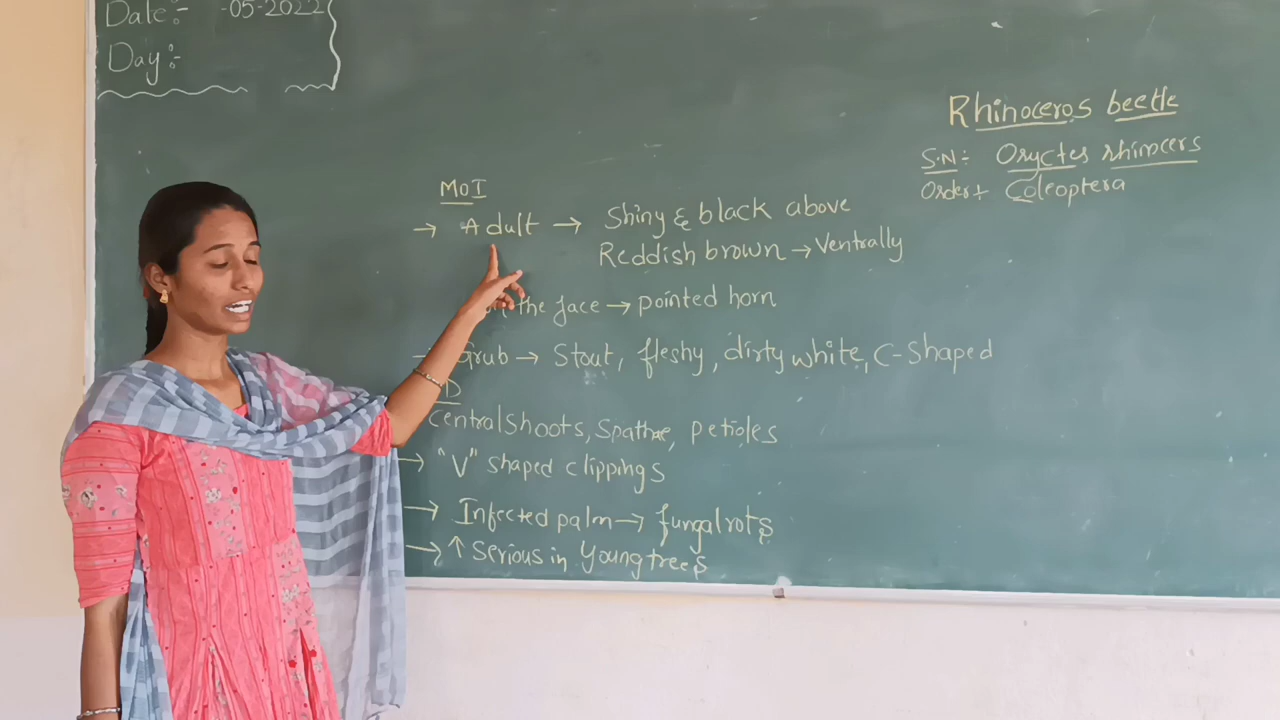 Date:- -05-2022
Day:-
Rhinoceros beetle
S.N:- Oryctes rhinocers
Order:- Coleoptera
MOI
→ Adult → Shiny & black above
Reddish brown → Ventrally
the face → pointed horn
→ Grub → Stout, fleshy, dirty white, C-shaped
D
Central shoots, Spathae, petioles
→ "V" shaped clippings
→ Infected palm → fungal rots
→ ↑ Serious in Young trees